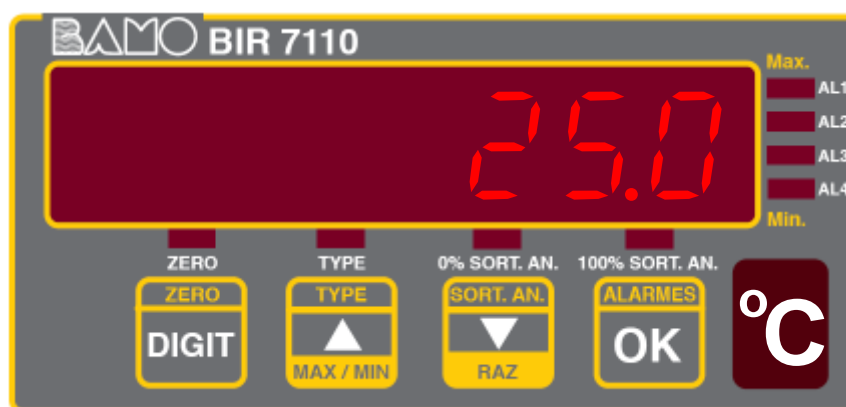 BAMO BIR 7110
Max.
25.0
AL1
AL2
AL3
AL4
Min.
ZERO TYPE 0% SORT. AN. 100% SORT. AN.
ZERO TYPE SORT. AN. ALARMES
DIGIT OK
°C
MAX / MIN RAZ